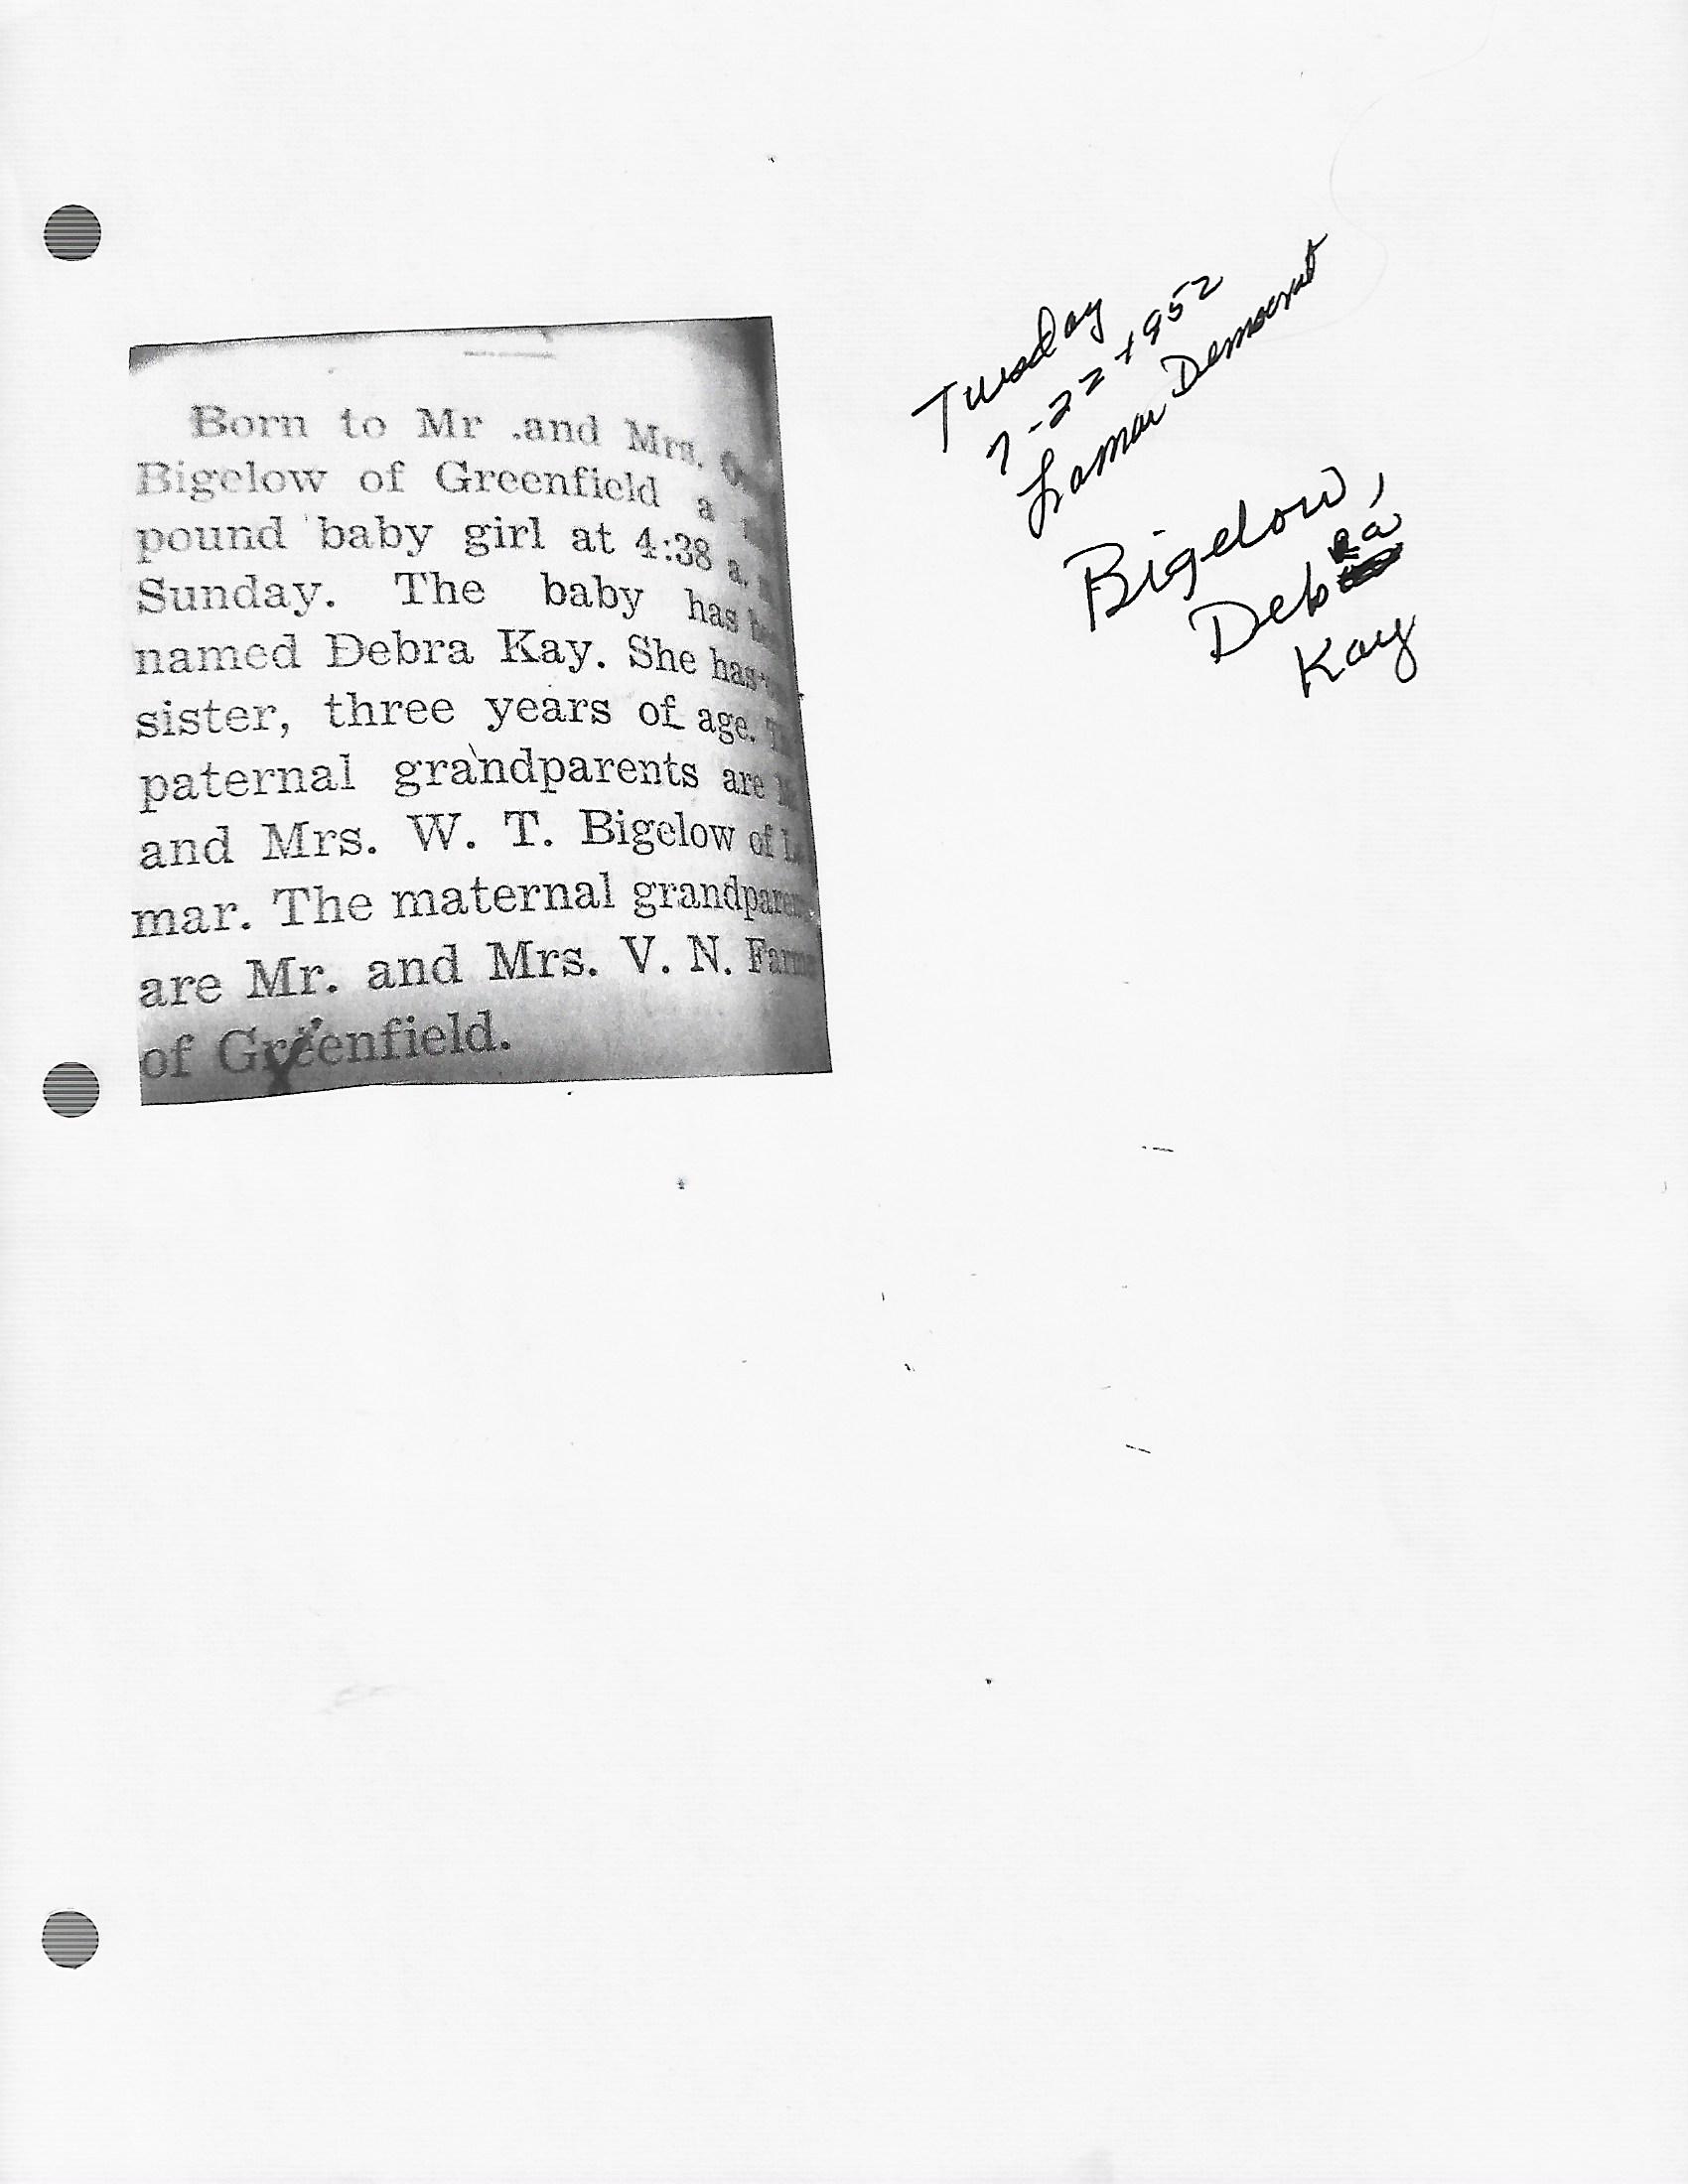 Born to Mr .and Mrs.
Bigelow of Greenfield a
pound baby girl at 4:38 a.
Sunday. The baby has
named Debra Kay. She has
sister, three years of age.
paternal grandparents are
and Mrs. W. T. Bigelow of
mar. The maternal
are Mr. and Mrs. V. N.
of Greenfield.
Tuesday
7-22-1952
Lamar Democrat
Bigelow,
Debra
Kay